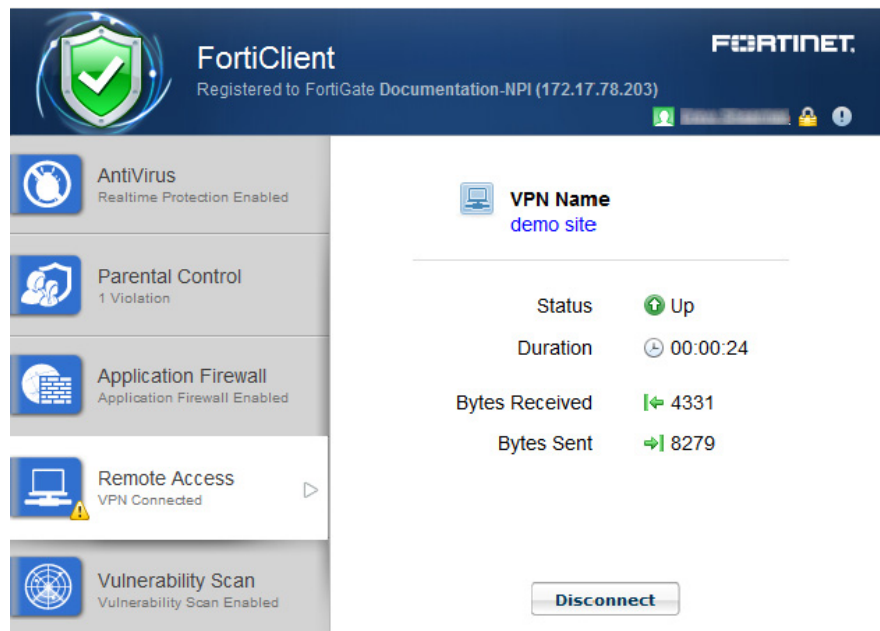 FortiClient
FORTINET
Registered to FortiGate Documentation-NPI (172.17.78.203)
AntiVirus
Realtime Protection Enabled
Parental Control
1 Violation
Application Firewall
Application Firewall Enabled
Remote Access
VPN Connected
Vulnerability Scan
Vulnerability Scan Enabled
VPN Name
demo site
Status Up
Duration 00:00:24
Bytes Received 4331
Bytes Sent 8279
Disconnect